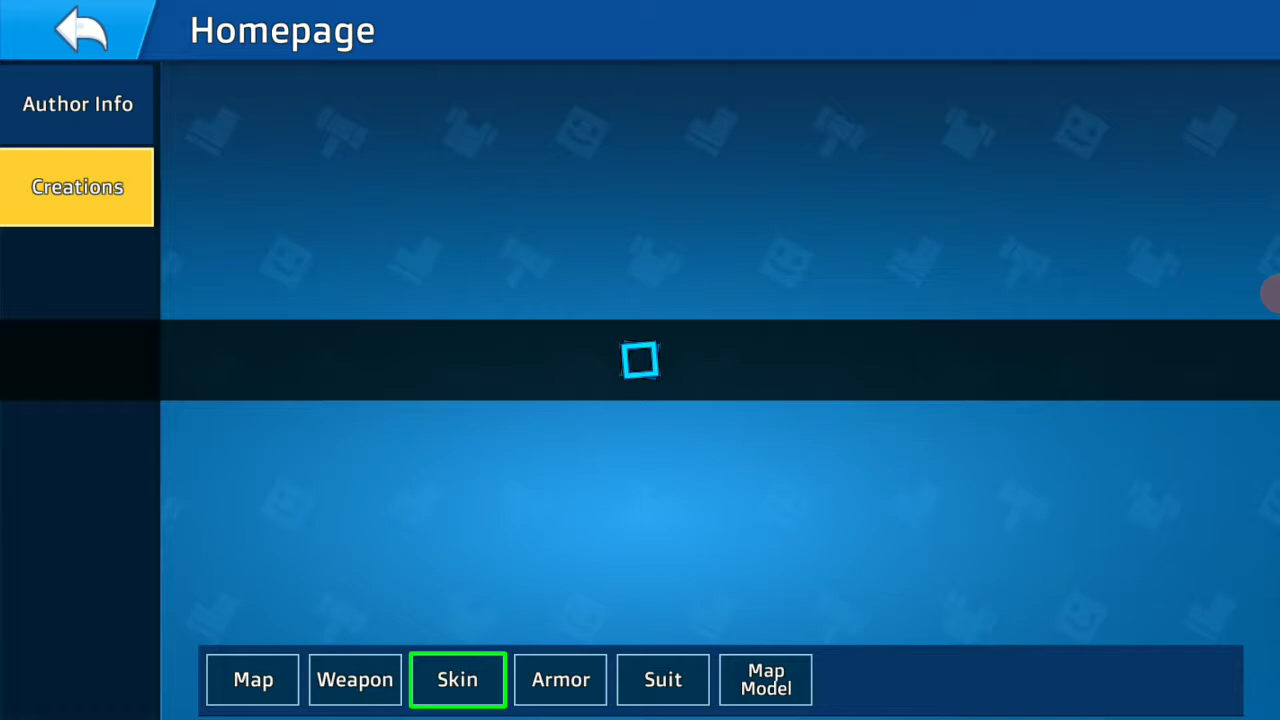 Homepage
Author Info
Creations
Map
Weapon
Skin
Armor
Suit
Map
Model